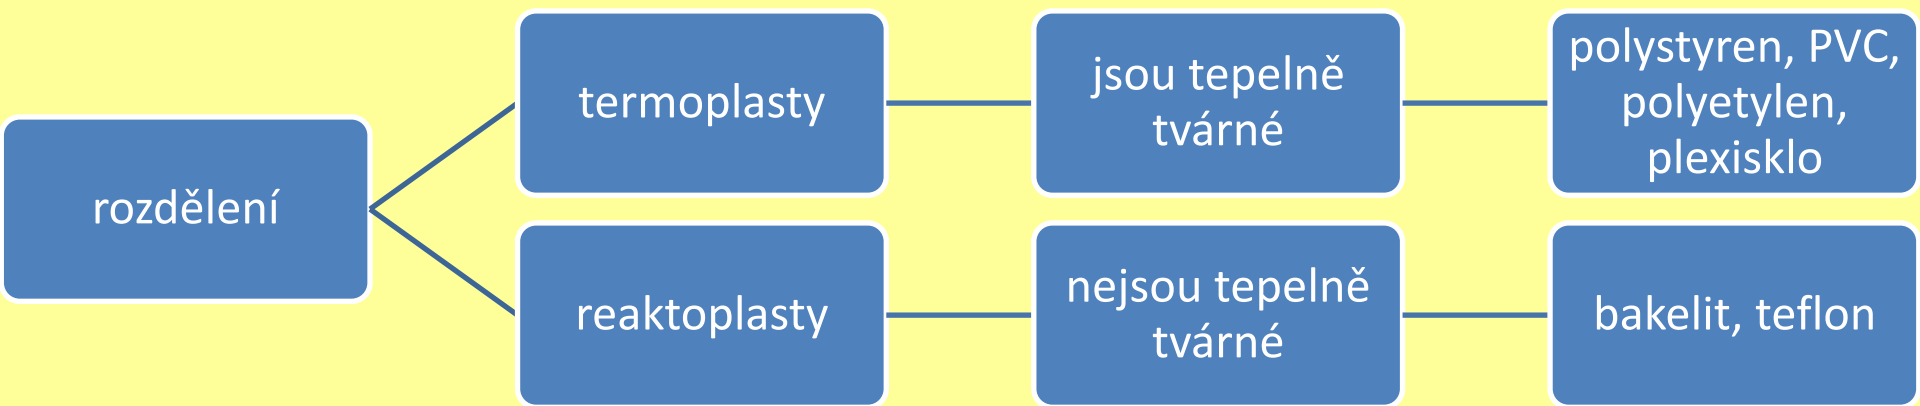 rozdělení
termoplasty
jsou tepelně
tvárné
polystyren, PVC,
polyetylen,
plexisklo
reaktoplasty
nejsou tepelně
tvárné
bakelit, teflon